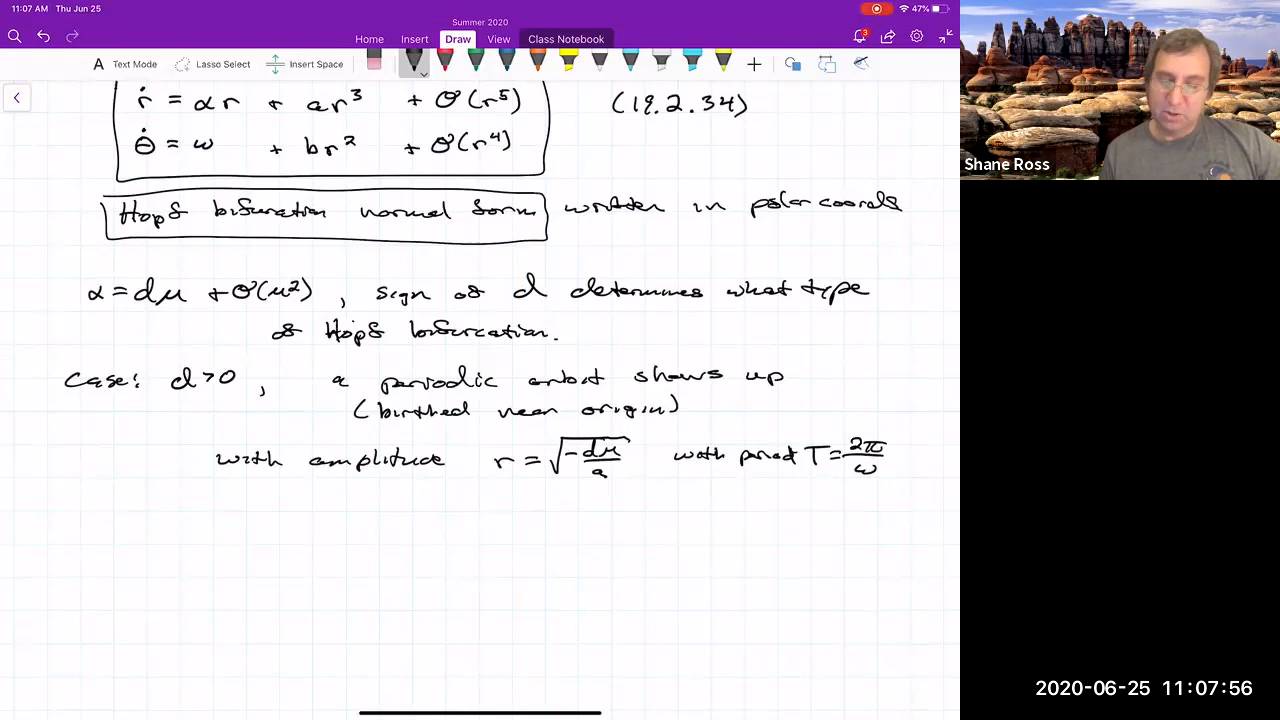 11:07 AM Thu Jun 25
47%
Summer 2020
Home Insert Draw View Class Notebook
3
A Text Mode Lasso Select Insert Space
ṙ = αr + ar³ + O(r⁵) (19.2.34)
θ̇ = ω + br² + O(r⁴)
Hopf bifurcation normal form written in polar coords
α = dμ + O(μ²), sign of d determines what type
of Hopf bifurcation.
Case: d>0, a periodic orbit shows up
(birthed near origin)
with amplitude r = √(-dμ/a) with period T = 2π/ω
Shane Ross
2020-06-25 11:07:56